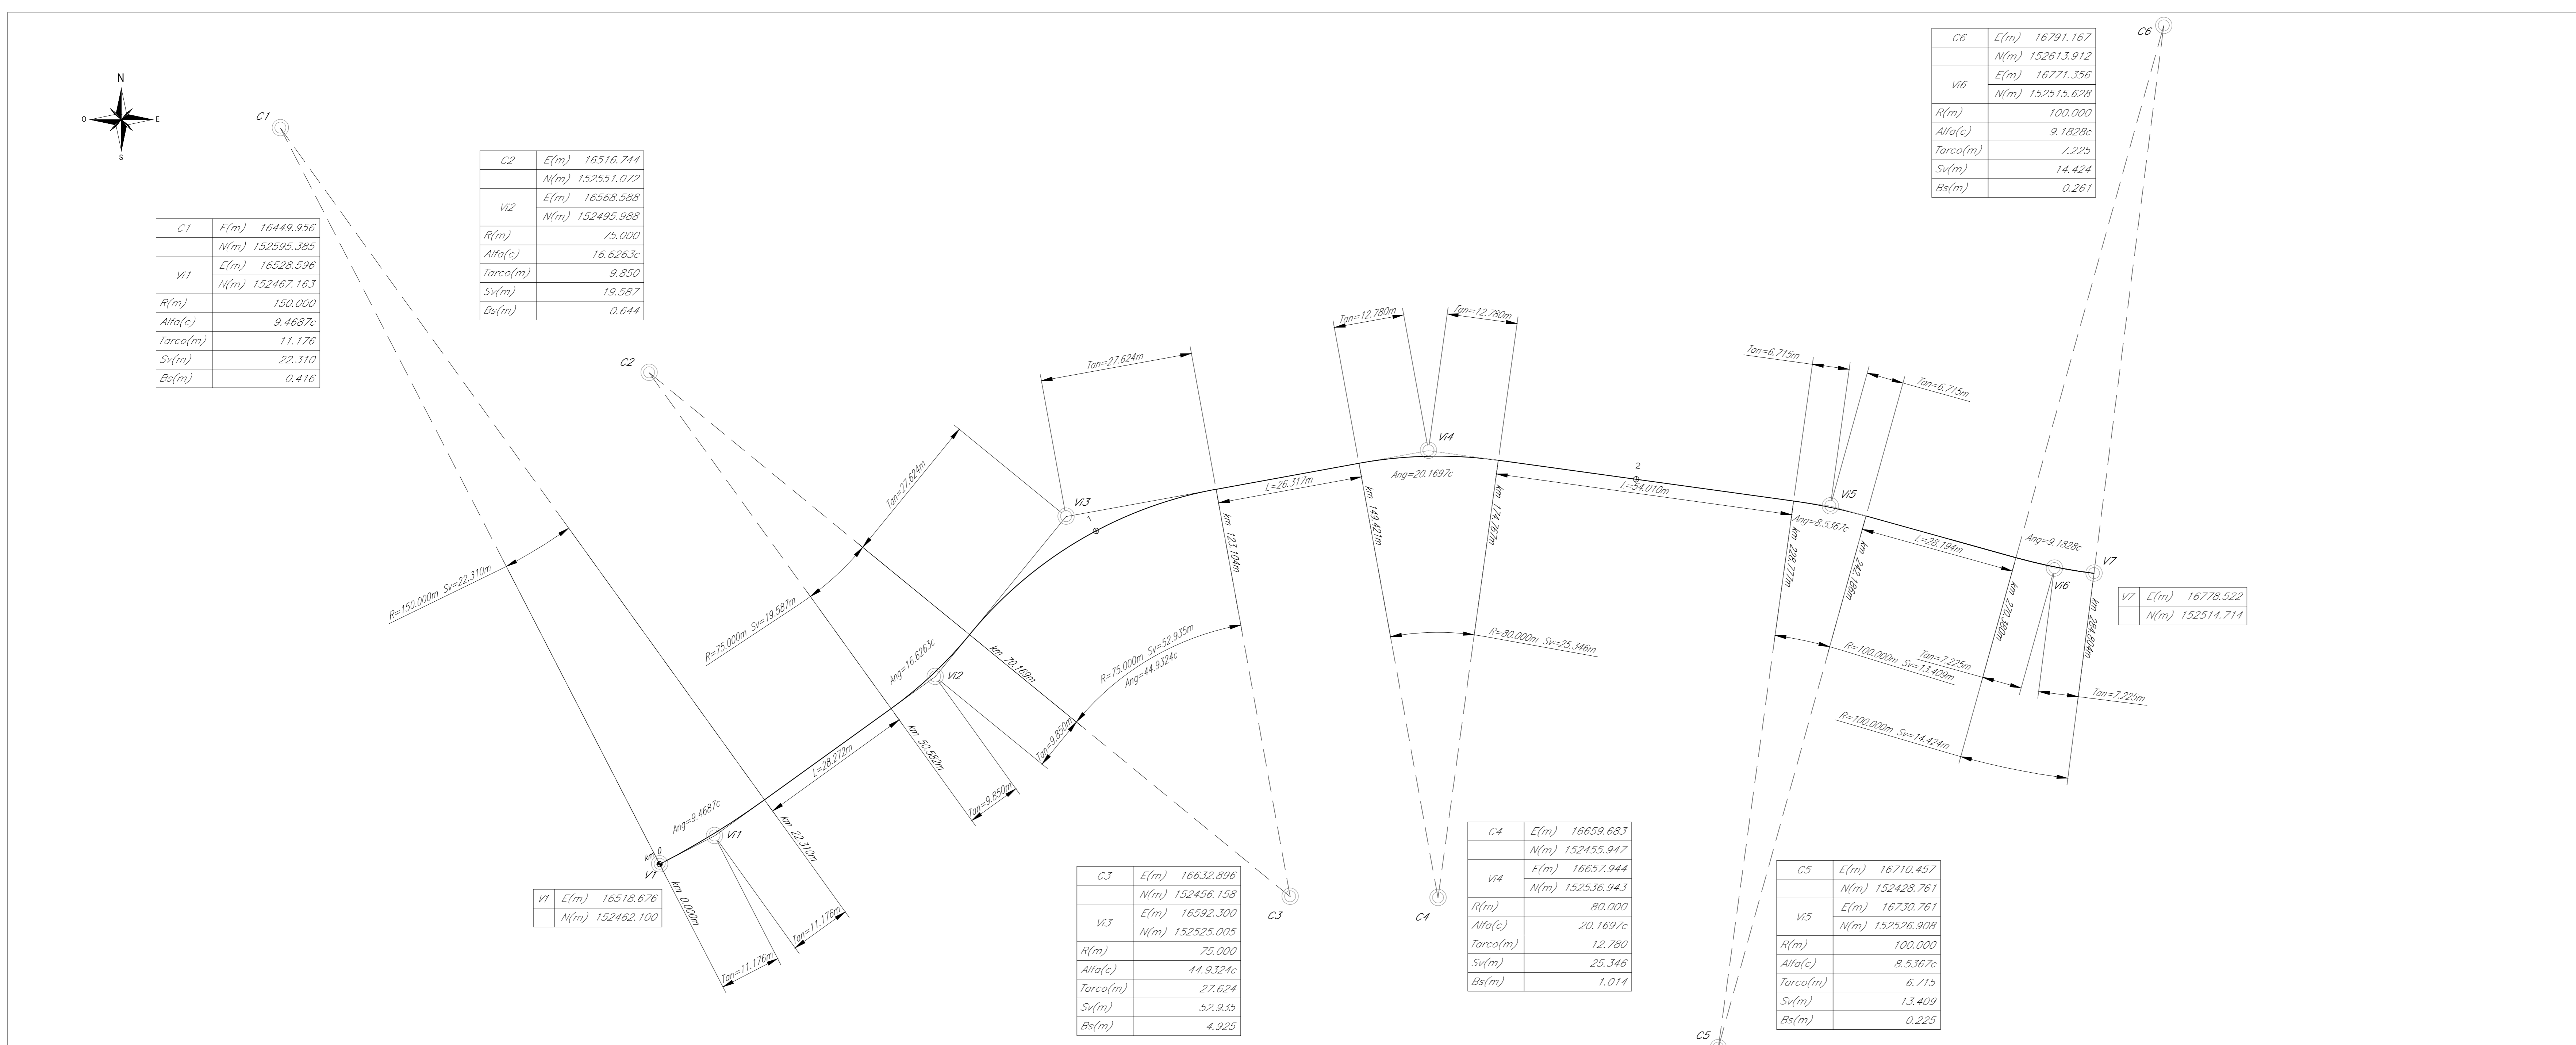 N
O
E
S
C1
C1 E(m) 16449.956
N(m) 152595.385
Vi1 E(m) 16528.596
N(m) 152467.163
R(m) 150.000
Alfa(c) 9.4687c
Tarco(m) 11.176
Sv(m) 22.310
Bs(m) 0.416
C2 E(m) 16516.744
N(m) 152551.072
Vi2 E(m) 16568.588
N(m) 152495.988
R(m) 75.000
Alfa(c) 16.6263c
Tarco(m) 9.850
Sv(m) 19.587
Bs(m) 0.644
C2
C6 E(m) 16791.167
N(m) 152613.912
Vi6 E(m) 16771.356
N(m) 152515.628
R(m) 100.000
Alfa(c) 9.1828c
Tarco(m) 7.225
Sv(m) 14.424
Bs(m) 0.261
C6
R=150.000m Sv=22.310m
R=75.000m Sv=19.587m
Tan=27.624m
Tan=27.624m
Vi3
1
Tan=12.780m
Tan=12.780m
Vi4
Ang=20.1697c
L=26.317m
km 123.104m
km 149.421m
km 174.767m
2
L=54.010m
Tan=6.715m
Tan=6.715m
Vi5
Ang=8.5367c
km 228.777m
km 242.186m
L=28.194m
Ang=9.1828c
Vi6
V7
km 270.380m
km 284.804m
V7 E(m) 16778.522
N(m) 152514.714
Ang=16.6263c
Vi2
km 70.169m
R=75.000m Sv=52.935m
Ang=44.9324c
R=80.000m Sv=25.346m
R=100.000m Sv=13.409m
Tan=7.225m
Tan=7.225m
R=100.000m Sv=14.424m
km 50.582m
Tan=9.850m
Tan=9.850m
L=28.272m
Ang=9.4687c
Vi1
km 22.310m
km 0
V1
km 0.000m
V1 E(m) 16518.676
N(m) 152462.100
Tan=11.176m
Tan=11.176m
C3
C3 E(m) 16632.896
N(m) 152456.158
Vi3 E(m) 16592.300
N(m) 152525.005
R(m) 75.000
Alfa(c) 44.9324c
Tarco(m) 27.624
Sv(m) 52.935
Bs(m) 4.925
C4
C4 E(m) 16659.683
N(m) 152455.947
Vi4 E(m) 16657.944
N(m) 152536.943
R(m) 80.000
Alfa(c) 20.1697c
Tarco(m) 12.780
Sv(m) 25.346
Bs(m) 1.014
C5
C5 E(m) 16710.457
N(m) 152428.761
Vi5 E(m) 16730.761
N(m) 152526.908
R(m) 100.000
Alfa(c) 8.5367c
Tarco(m) 6.715
Sv(m) 13.409
Bs(m) 0.225